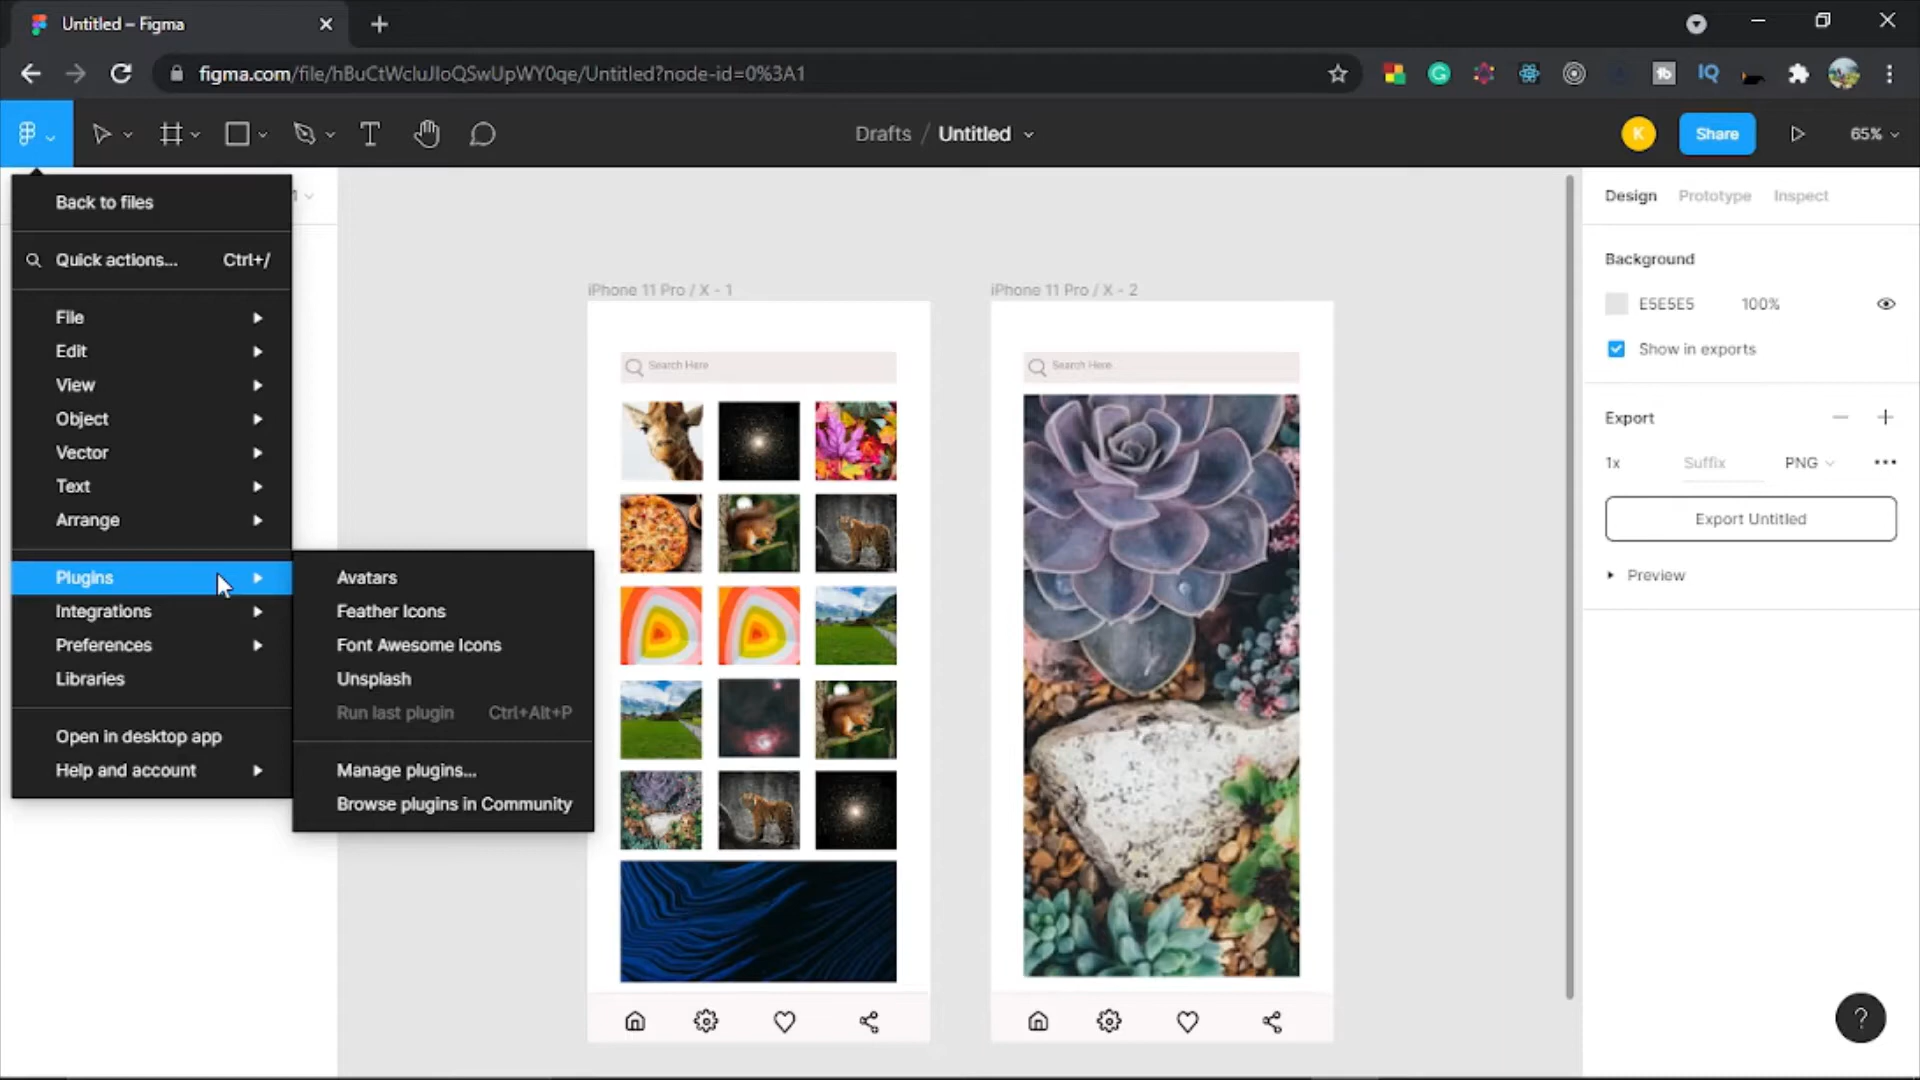 Untitled – Figma
figma.com/file/hBuCtWcluJIoQSwUpWY0qe/Untitled?node-id=0%3A1
Drafts / Untitled
K
Share
65%
Back to files
Quick actions... Ctrl+/
File
Edit
View
Object
Vector
Text
Arrange
Plugins
Integrations
Preferences
Libraries
Open in desktop app
Help and account
Avatars
Feather Icons
Font Awesome Icons
Unsplash
Run last plugin Ctrl+Alt+P
Manage plugins...
Browse plugins in Community
iPhone 11 Pro / X - 1
Search Here
iPhone 11 Pro / X - 2
Search Here
Design Prototype Inspect
Background
E5E5E5 100%
Show in exports
Export
1x Suffix PNG
Export Untitled
Preview
?